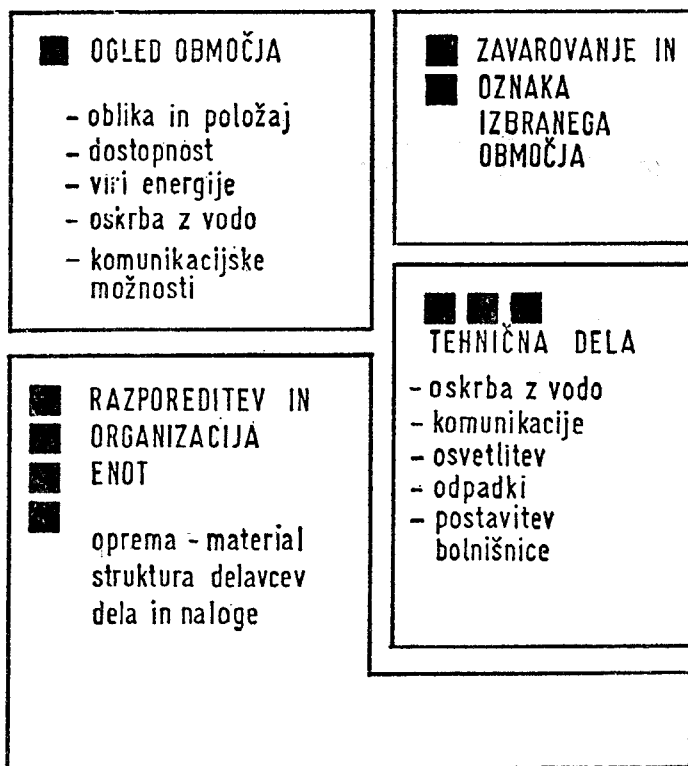 OGLED OBMOČJA
- oblika in položaj
- dostopnost
- viri energije
- oskrba z vodo
- komunikacijske
možnosti
ZAVAROVANJE IN
OZNAKA
IZBRANEGA
OBMOČJA
TEHNIČNA DELA
- oskrba z vodo
- komunikacije
- osvetlitev
- odpadki
- postavitev
bolnišnice
RAZPOREDITEV IN
ORGANIZACIJA
ENOT
oprema - material
struktura delavcev
dela in naloge